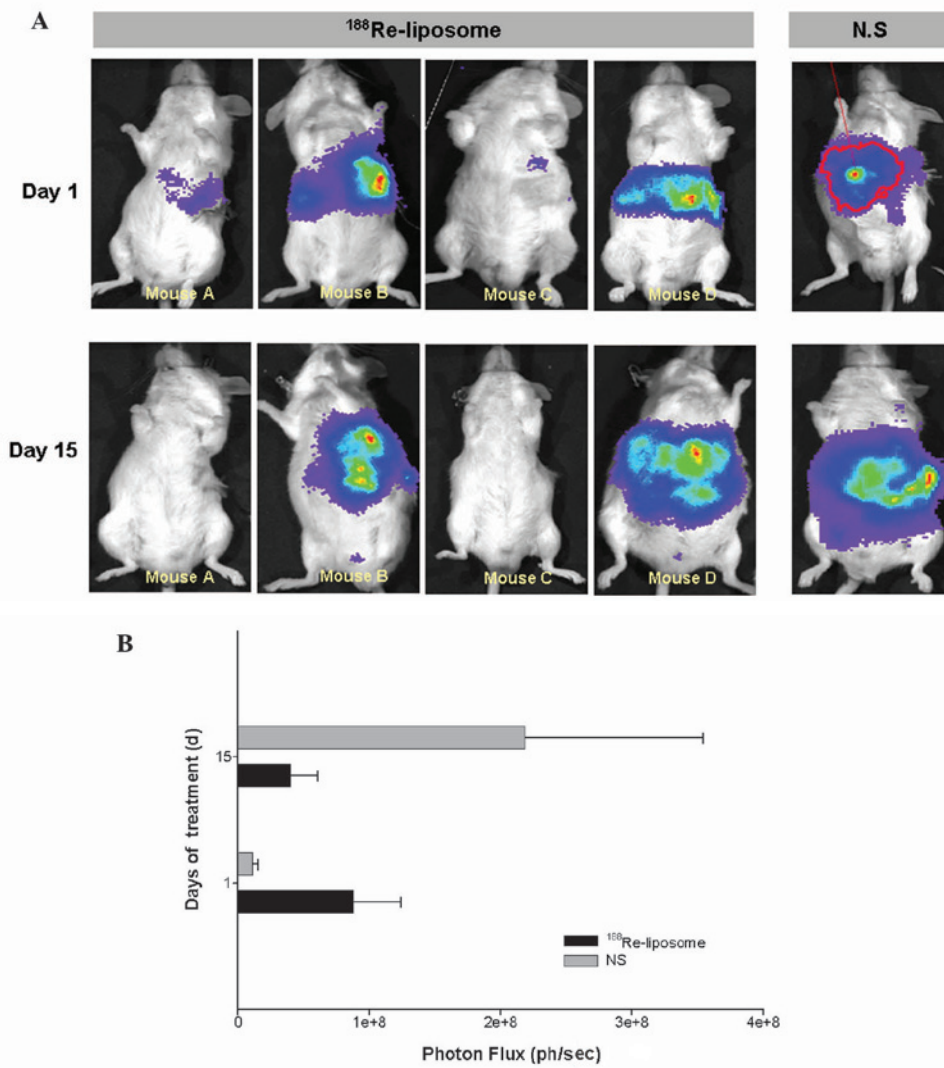 A
¹⁸⁸Re-liposome
N.S
Day 1
Mouse A
Mouse B
Mouse C
Mouse D
Day 15
Mouse A
Mouse B
Mouse C
Mouse D
B
Days of treatment (d)
15
1
¹⁸⁸Re-liposome
NS
0
1e+8
2e+8
3e+8
4e+8
Photon Flux (ph/sec)